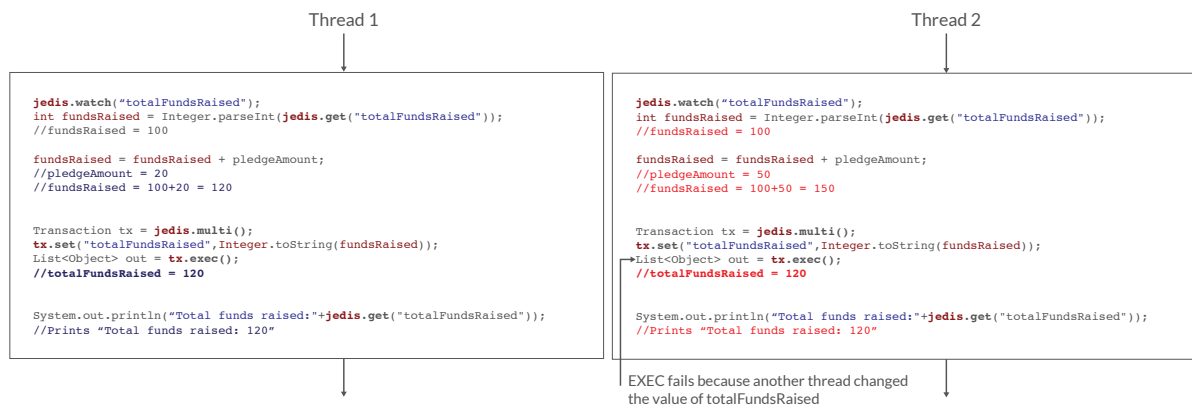 Thread 1
jedis.watch(“totalFundsRaised");
int fundsRaised = Integer.parseInt(jedis.get("totalFundsRaised"));
//fundsRaised = 100
fundsRaised = fundsRaised + pledgeAmount;
//pledgeAmount = 20
//fundsRaised = 100+20 = 120
Transaction tx = jedis.multi();
tx.set("totalFundsRaised",Integer.toString(fundsRaised));
List<Object> out = tx.exec();
//totalFundsRaised = 120
System.out.println(“Total funds raised:"+jedis.get("totalFundsRaised"));
//Prints “Total funds raised: 120”
Thread 2
jedis.watch(“totalFundsRaised");
int fundsRaised = Integer.parseInt(jedis.get("totalFundsRaised"));
//fundsRaised = 100
fundsRaised = fundsRaised + pledgeAmount;
//pledgeAmount = 50
//fundsRaised = 100+50 = 150
Transaction tx = jedis.multi();
tx.set("totalFundsRaised",Integer.toString(fundsRaised));
List<Object> out = tx.exec();
//totalFundsRaised = 120
System.out.println(“Total funds raised:"+jedis.get("totalFundsRaised"));
//Prints “Total funds raised: 120”
EXEC fails because another thread changed
the value of totalFundsRaised